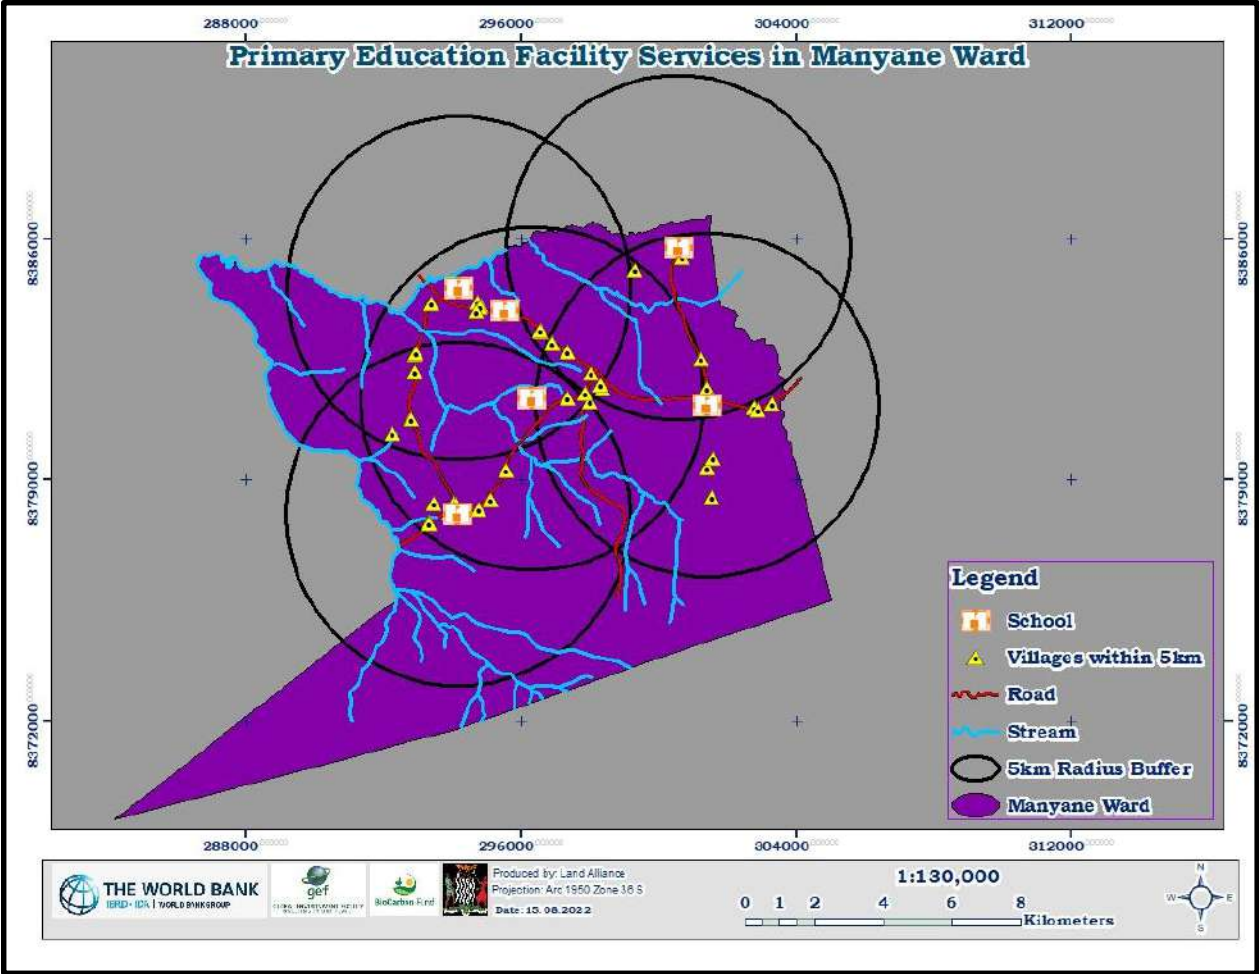 288000 296000 304000 312000
Primary Education Facility Services in Manyane Ward
8386000
8386000
8379000
8379000
8372000
8372000
Legend
School
Villages within 5km
Road
Stream
5km Radius Buffer
Manyane Ward
288000 296000 304000 312000
THE WORLD BANK
IBRD • IDA | WORLD BANK GROUP
gef
BioCarbon Fund
Produced by: Land Alliance
Projection: Arc 1950 Zone 36 S
Date: 15.08.2022
1:130,000
0 1 2 4 6 8
Kilometers
N
W E
S